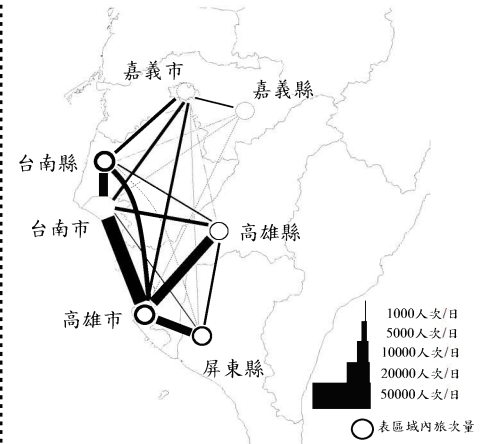 嘉義市
嘉義縣
台南縣
台南市
高雄縣
高雄市
屏東縣
1000人次/日
5000人次/日
10000人次/日
20000人次/日
50000人次/日
表區域內旅次量